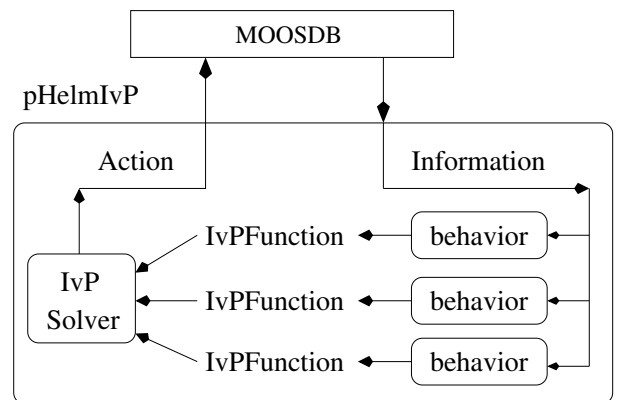 MOOSDB
pHelmIvP
Action
Information
IvPFunction
behavior
IvP
Solver
IvPFunction
behavior
IvPFunction
behavior